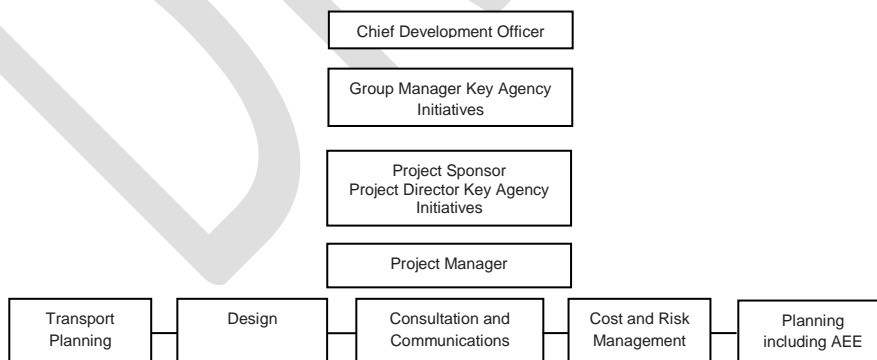 Chief Development Officer
Group Manager Key Agency
Initiatives
Project Sponsor
Project Director Key Agency
Initiatives
Project Manager
Transport
Planning
Design
Consultation and
Communications
Cost and Risk
Management
Planning
including AEE